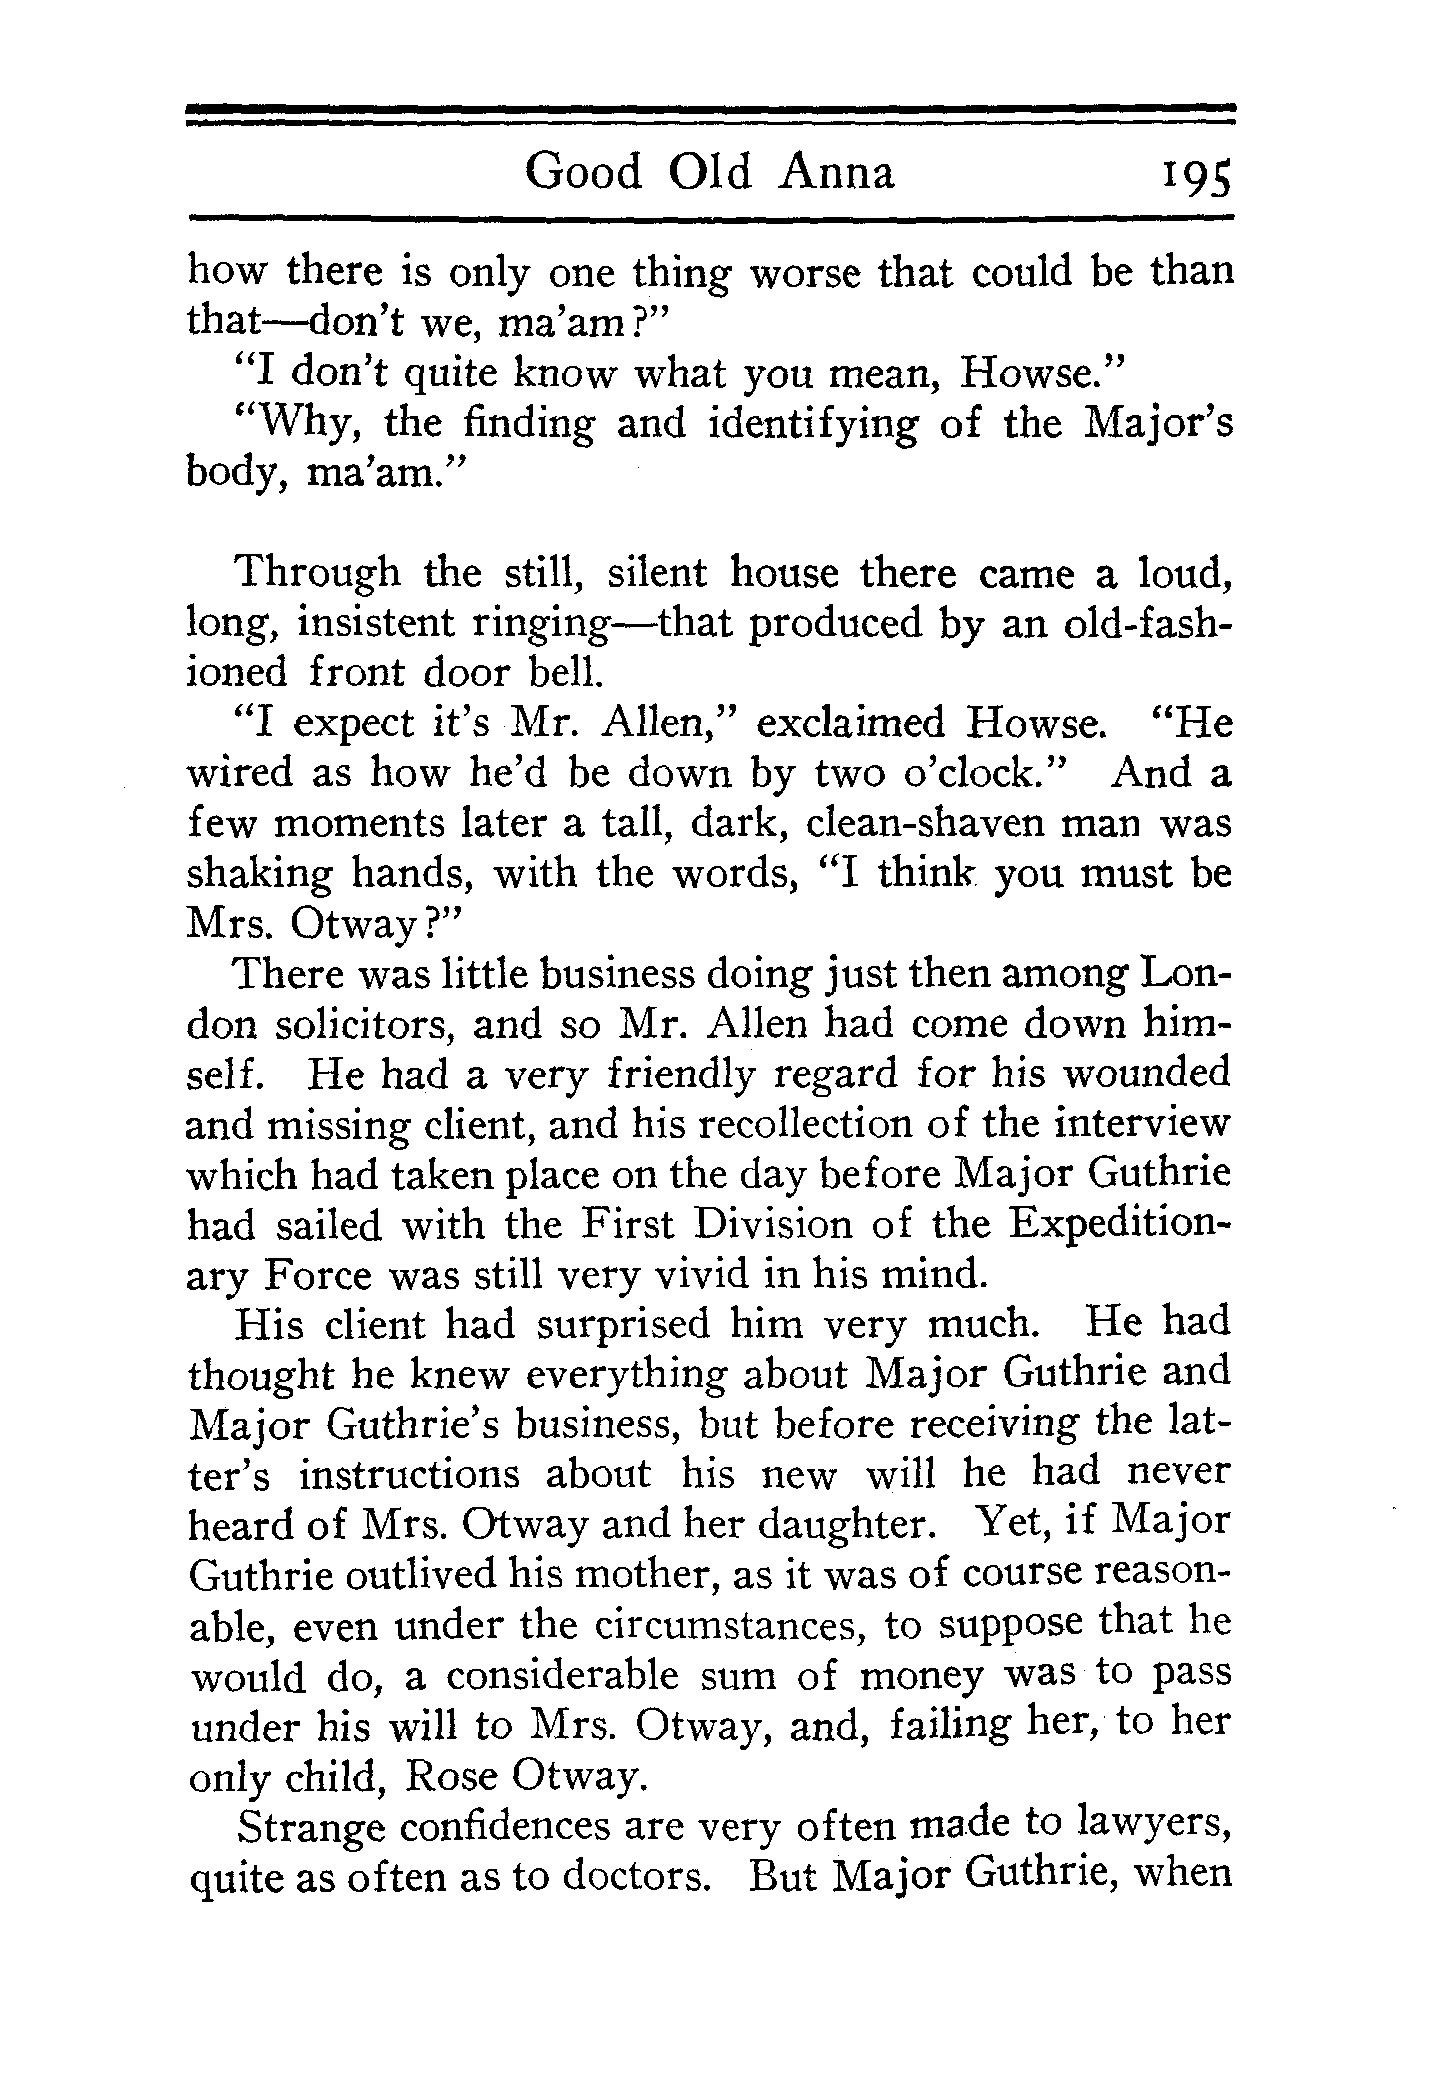 Good Old Anna 195
how there is only one thing worse that could be than
that—don't we, ma'am?"
"I don't quite know what you mean, Howse."
"Why, the finding and identifying of the Major's
body, ma'am."
Through the still, silent house there came a loud,
long, insistent ringing—that produced by an old-fash-
ioned front door bell.
"I expect it's Mr. Allen," exclaimed Howse. "He
wired as how he'd be down by two o'clock." And a
few moments later a tall, dark, clean-shaven man was
shaking hands, with the words, "I think you must be
Mrs. Otway?"
There was little business doing just then among Lon-
don solicitors, and so Mr. Allen had come down him-
self. He had a very friendly regard for his wounded
and missing client, and his recollection of the interview
which had taken place on the day before Major Guthrie
had sailed with the First Division of the Expedition-
ary Force was still very vivid in his mind.
His client had surprised him very much. He had
thought he knew everything about Major Guthrie and
Major Guthrie's business, but before receiving the lat-
ter's instructions about his new will he had never
heard of Mrs. Otway and her daughter. Yet, if Major
Guthrie outlived his mother, as it was of course reason-
able, even under the circumstances, to suppose that he
would do, a considerable sum of money was to pass
under his will to Mrs. Otway, and, failing her, to her
only child, Rose Otway.
Strange confidences are very often made to lawyers,
quite as often as to doctors. But Major Guthrie, when